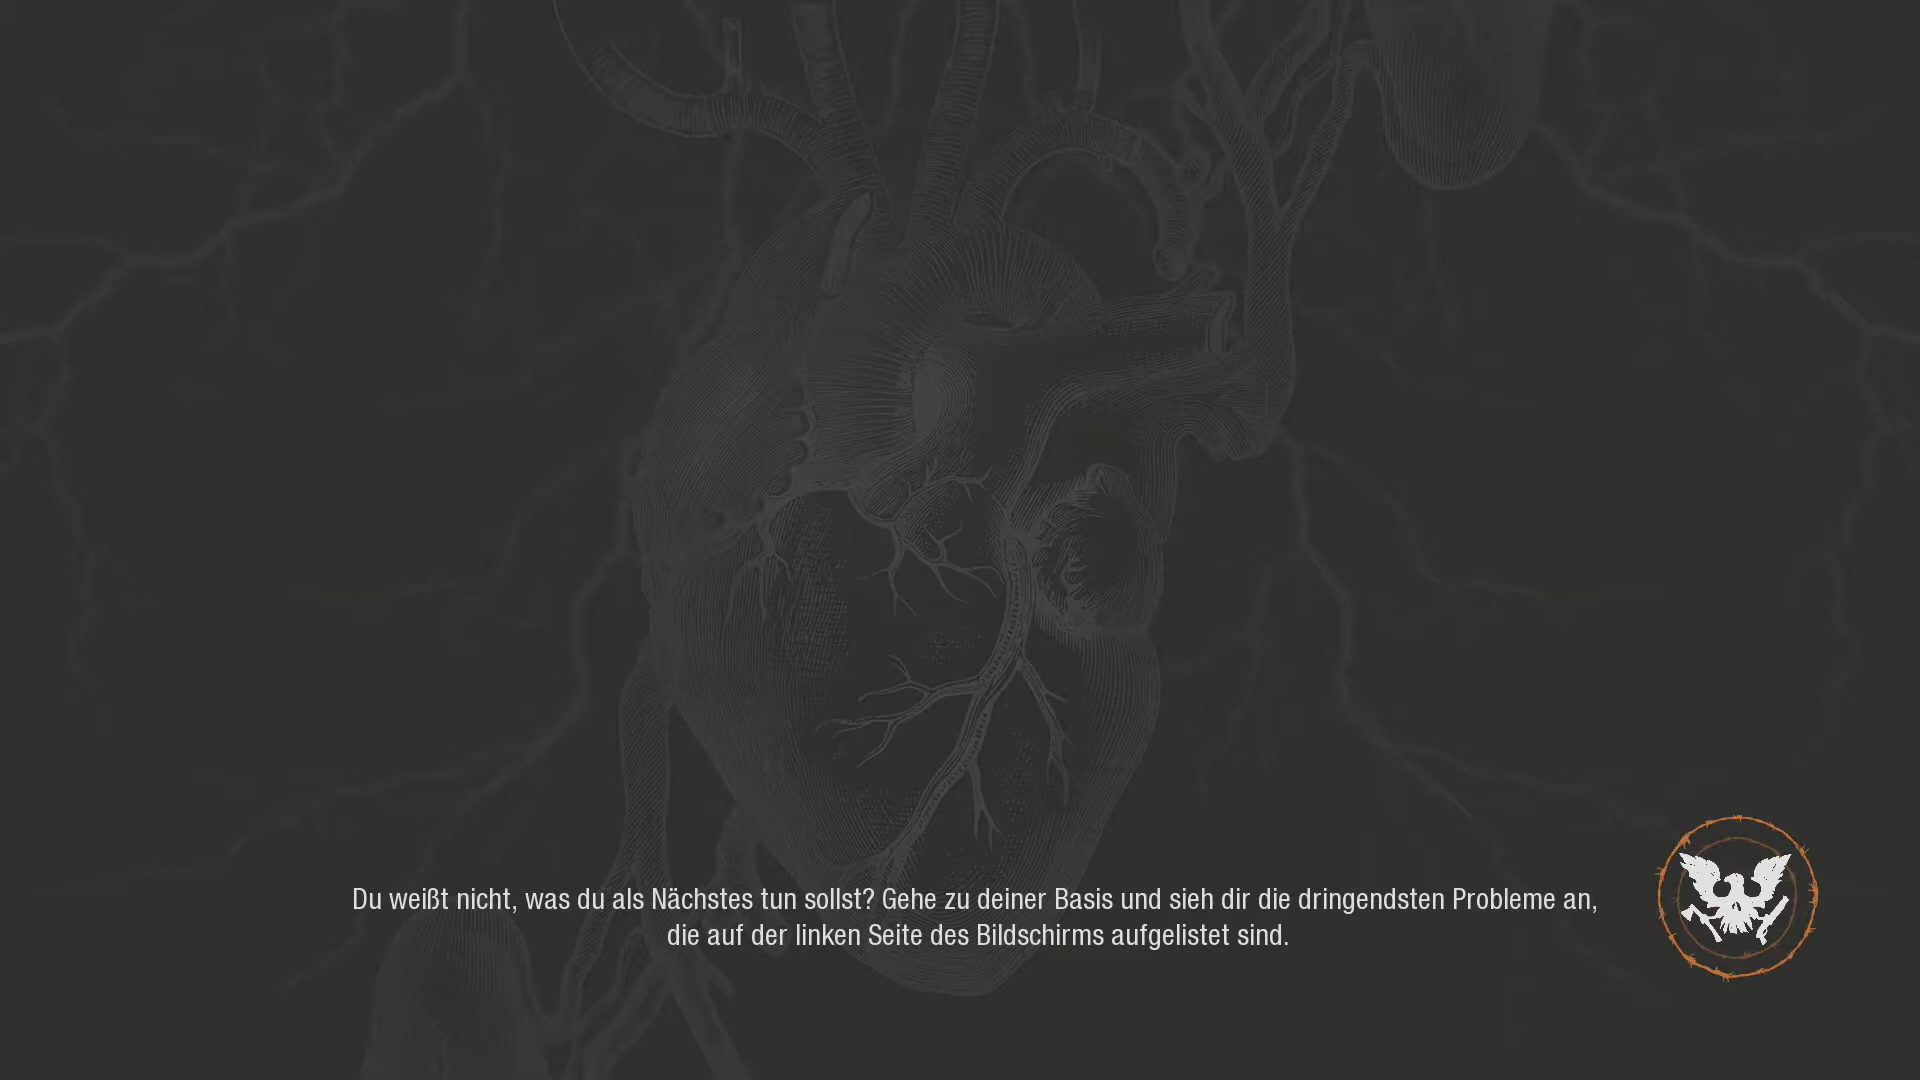 Du weißt nicht, was du als Nächstes tun sollst? Gehe zu deiner Basis und sieh dir die dringendsten Probleme an,
die auf der linken Seite des Bildschirms aufgelistet sind.